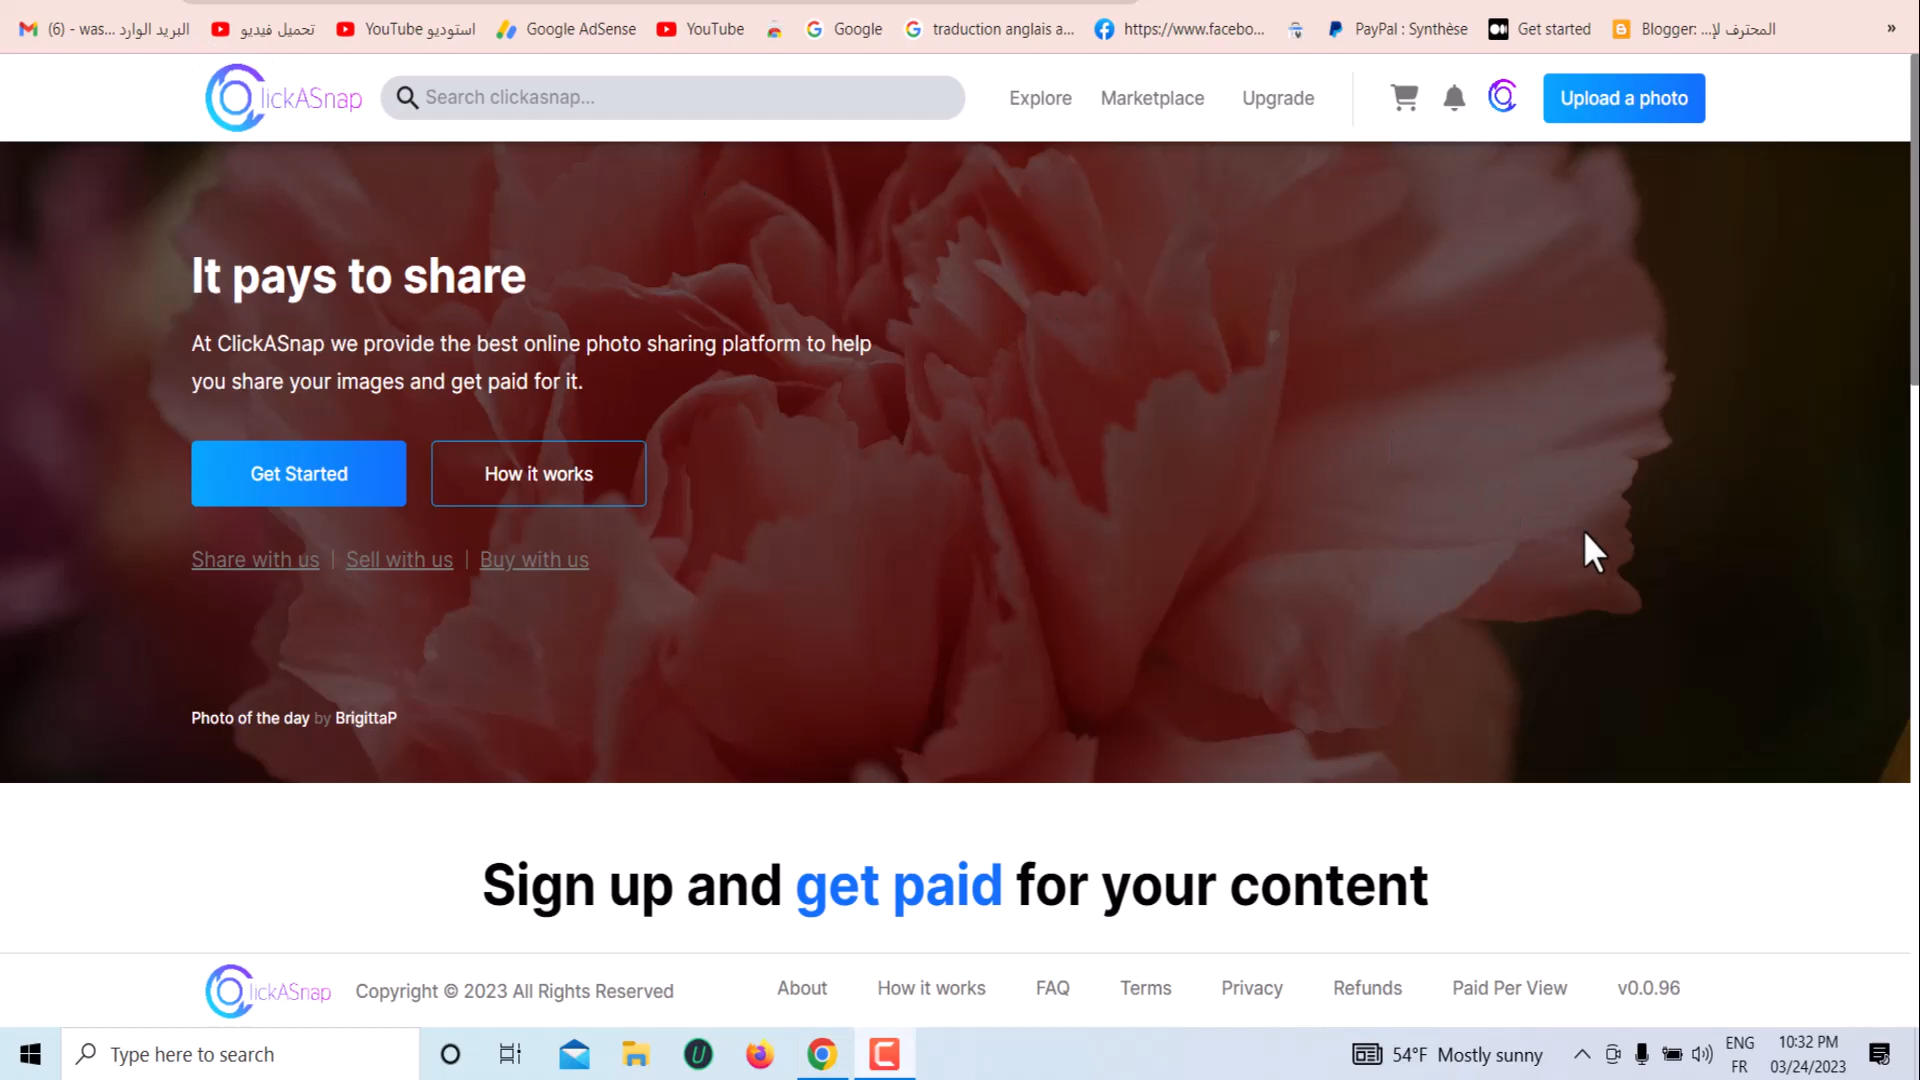 (6) - was... البريد الوارد
تحميل فيديو
استوديو YouTube
Google AdSense
YouTube
Google
traduction anglais a...
https://www.facebo...
PayPal : Synthèse
Get started
Blogger: ...المحترف لإ
»
ClickASnap
Search clickasnap...
Explore
Marketplace
Upgrade
Upload a photo
It pays to share
At ClickASnap we provide the best online photo sharing platform to help
you share your images and get paid for it.
Get Started
How it works
Share with us | Sell with us | Buy with us
Photo of the day by BrigittaP
Sign up and get paid for your content
ClickASnap
Copyright © 2023 All Rights Reserved
About
How it works
FAQ
Terms
Privacy
Refunds
Paid Per View
v0.0.96
Type here to search
54°F Mostly sunny
ENG
FR
10:32 PM
03/24/2023